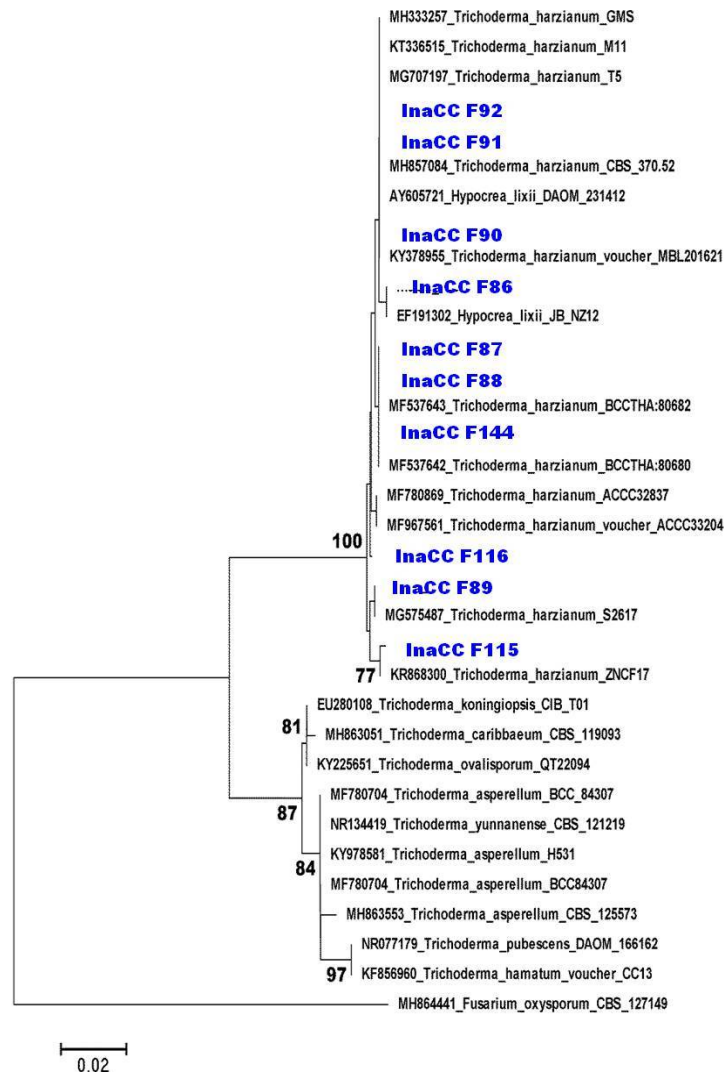 MH333257_Trichoderma_harzianum_GMS
KT336515_Trichoderma_harzianum_M11
MG707197_Trichoderma_harzianum_T5
InaCC F92
InaCC F91
MH857084_Trichoderma_harzianum_CBS_370.52
AY605721_Hypocrea_lixii_DAOM_231412
InaCC F90
KY378955_Trichoderma_harzianum_voucher_MBL201621
InaCC F86
EF191302_Hypocrea_lixii_JB_NZ12
InaCC F87
InaCC F88
MF537643_Trichoderma_harzianum_BCCTHA:80682
InaCC F144
MF537642_Trichoderma_harzianum_BCCTHA:80680
MF780869_Trichoderma_harzianum_ACCC32837
MF967561_Trichoderma_harzianum_voucher_ACCC33204
100
InaCC F116
InaCC F89
MG575487_Trichoderma_harzianum_S2617
InaCC F115
77
KR868300_Trichoderma_harzianum_ZNCF17
EU280108_Trichoderma_koningiopsis_CIB_T01
81
MH863051_Trichoderma_caribbaeum_CBS_119093
KY225651_Trichoderma_ovalisporum_QT22094
MF780704_Trichoderma_asperellum_BCC_84307
87
NR134419_Trichoderma_yunnanense_CBS_121219
KY978581_Trichoderma_asperellum_H531
84
MF780704_Trichoderma_asperellum_BCC84307
MH863553_Trichoderma_asperellum_CBS_125573
NR077179_Trichoderma_pubescens_DAOM_166162
97
KF856960_Trichoderma_hamatum_voucher_CC13
MH864441_Fusarium_oxysporum_CBS_127149
0.02